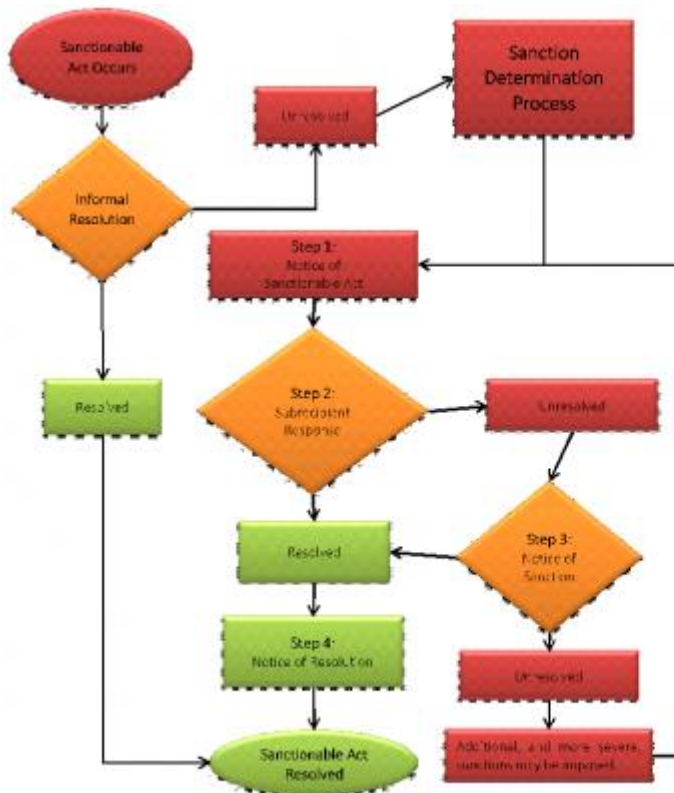 Sanctionable
Act Occurs
Sanction
Determination
Process
Unresolved
Informal
Resolution
Step 1:
Notice of
Sanctionable Act
Step 2:
Subrecipient
Response
Unresolved
Resolved
Step 3:
Notice of
Sanction
Resolved
Step 4:
Notice of Resolution
Unresolved
Sanctionable Act
Resolved
Additional, and more severe,
sanctions may be imposed.